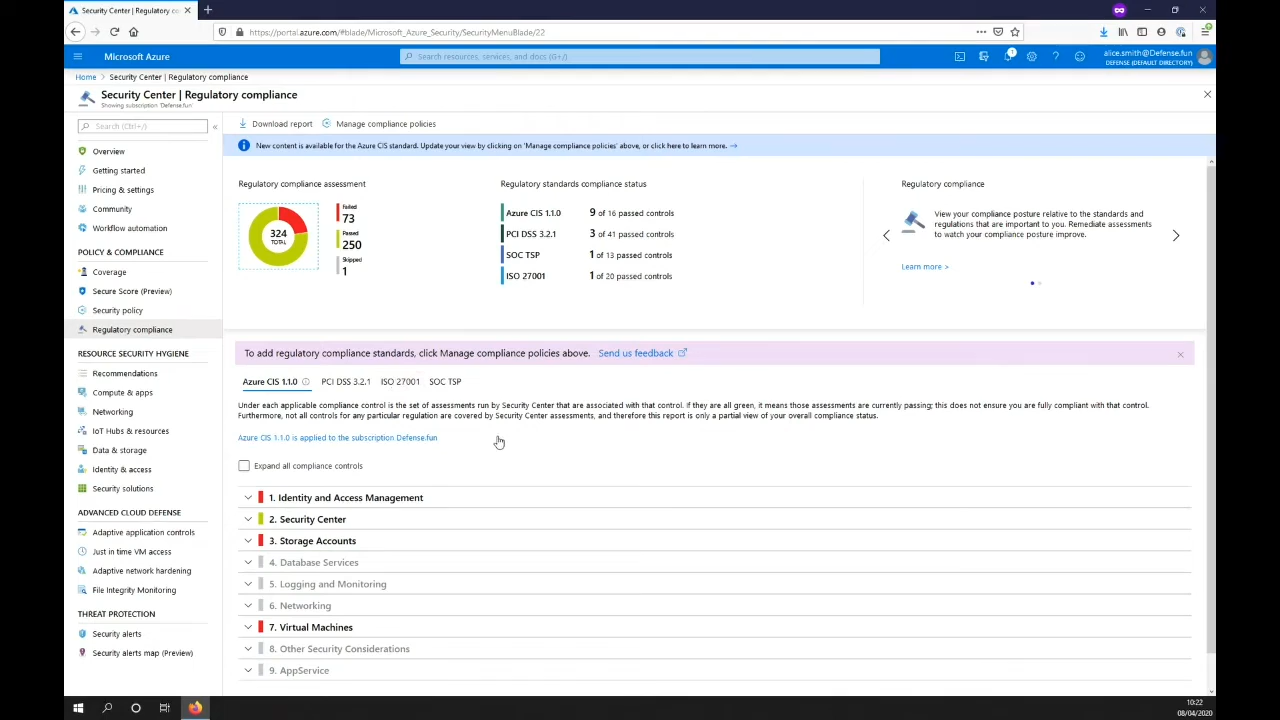 Security Center | Regulatory co
https://portal.azure.com/#blade/Microsoft_Azure_Security/SecurityMenuBlade/22
Microsoft Azure
Search resources, services, and docs (G+/)
1
alice.smith@Defense.fun
DEFENSE (DEFAULT DIRECTORY)
Home > Security Center | Regulatory compliance
Security Center | Regulatory compliance
Showing subscription 'Defense.fun'
Search (Ctrl+/)
Overview
Getting started
Pricing & settings
Community
Workflow automation
POLICY & COMPLIANCE
Coverage
Secure Score (Preview)
Security policy
Regulatory compliance
RESOURCE SECURITY HYGIENE
Recommendations
Compute & apps
Networking
IoT Hubs & resources
Data & storage
Identity & access
Security solutions
ADVANCED CLOUD DEFENSE
Adaptive application controls
Just in time VM access
Adaptive network hardening
File Integrity Monitoring
THREAT PROTECTION
Security alerts
Security alerts map (Preview)
Download report
Manage compliance policies
New content is available for the Azure CIS standard. Update your view by clicking on 'Manage compliance policies' above, or click here to learn more. →
Regulatory compliance assessment
324
TOTAL
Failed
73
Passed
250
Skipped
1
Regulatory standards compliance status
Azure CIS 1.1.0 9 of 16 passed controls
PCI DSS 3.2.1 3 of 41 passed controls
SOC TSP 1 of 13 passed controls
ISO 27001 1 of 20 passed controls
Regulatory compliance
View your compliance posture relative to the standards and
regulations that are important to you. Remediate assessments
to watch your compliance posture improve.
Learn more >
To add regulatory compliance standards, click Manage compliance policies above. Send us feedback
Azure CIS 1.1.0 PCI DSS 3.2.1 ISO 27001 SOC TSP
Under each applicable compliance control is the set of assessments run by Security Center that are associated with that control. If they are all green, it means those assessments are currently passing; this does not ensure you are fully compliant with that control.
Furthermore, not all controls for any particular regulation are covered by Security Center assessments, and therefore this report is only a partial view of your overall compliance status.
Azure CIS 1.1.0 is applied to the subscription Defense.fun
Expand all compliance controls
1. Identity and Access Management
2. Security Center
3. Storage Accounts
4. Database Services
5. Logging and Monitoring
6. Networking
7. Virtual Machines
8. Other Security Considerations
9. AppService
10:22
08/04/2020